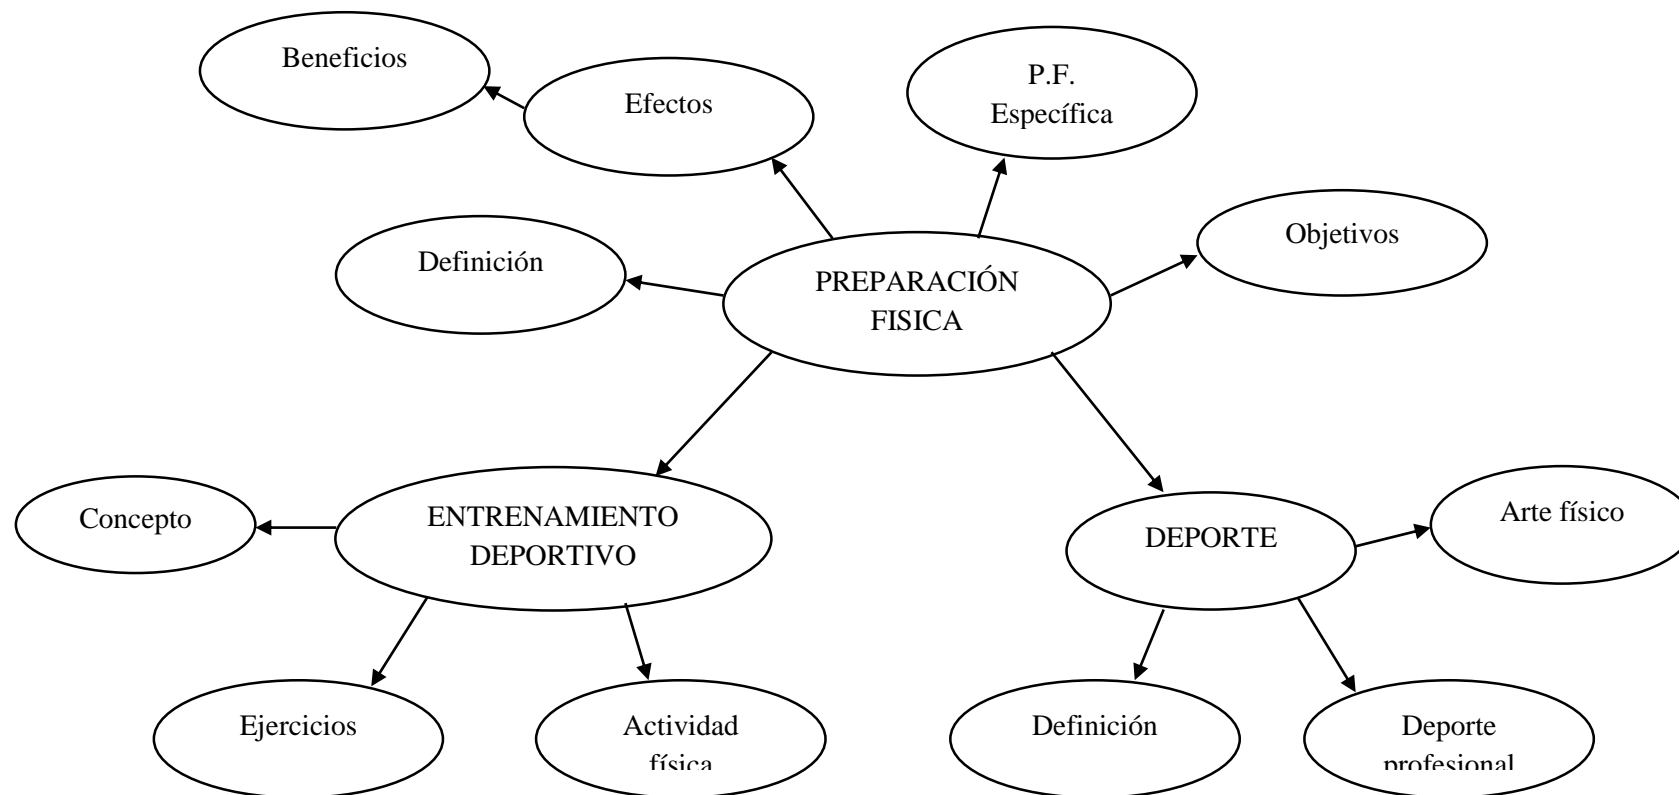 Beneficios
Efectos
P.F.
Específica
Definición
Objetivos
PREPARACIÓN
FISICA
Concepto
ENTRENAMIENTO
DEPORTIVO
DEPORTE
Arte físico
Ejercicios
Actividad
física
Definición
Deporte
profesional